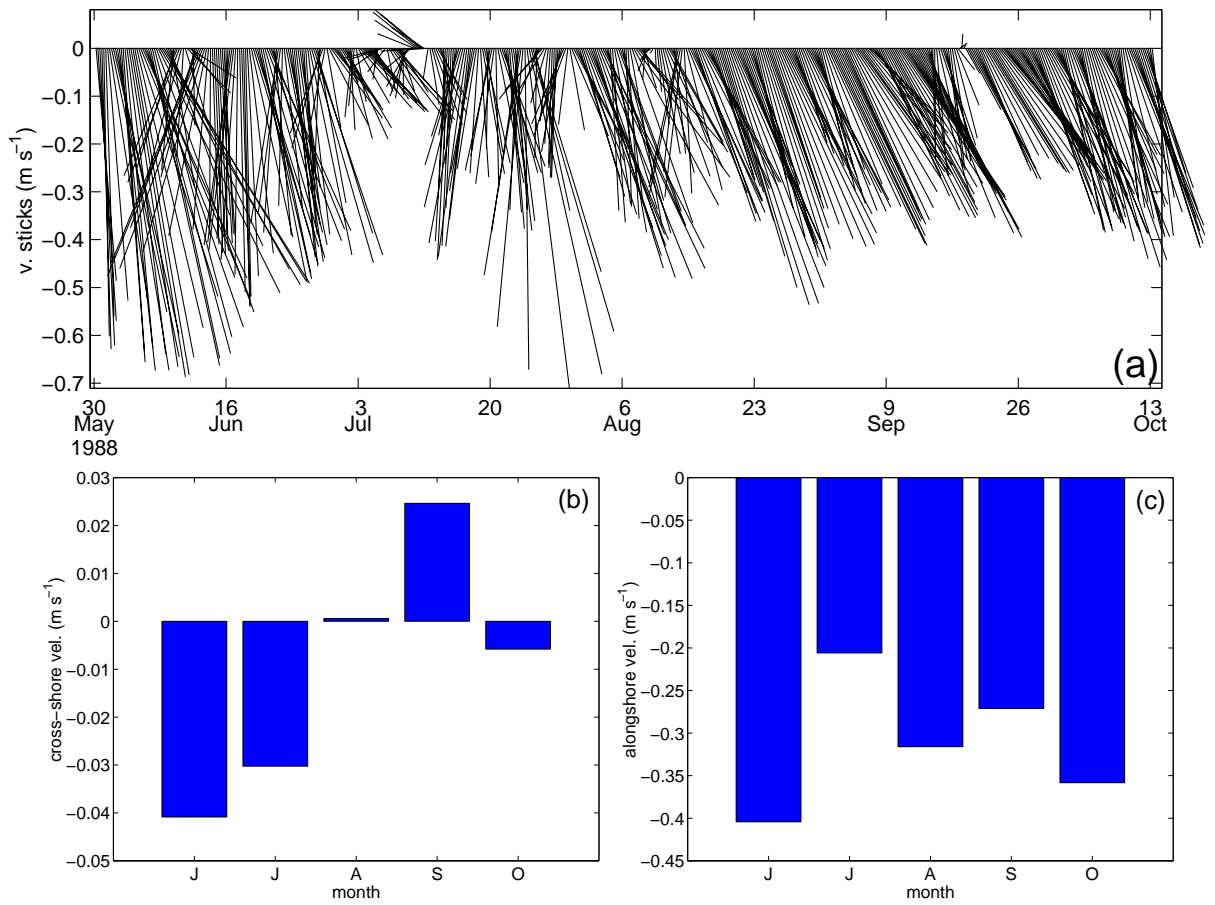 0
−0.1
−0.2
−0.3
−0.4
−0.5
−0.6
−0.7
v. sticks (m s⁻¹)
(a)
30 16 3 20 6 23 9 26 13
May Jun Jul Aug Sep Oct
1988
0.03
0.02
0.01
0
−0.01
−0.02
−0.03
−0.04
−0.05
cross−shore vel. (m s⁻¹)
(b)
J J A S O
month
0
−0.05
−0.1
−0.15
−0.2
−0.25
−0.3
−0.35
−0.4
−0.45
alongshore vel. (m s⁻¹)
(c)
J J A S O
month